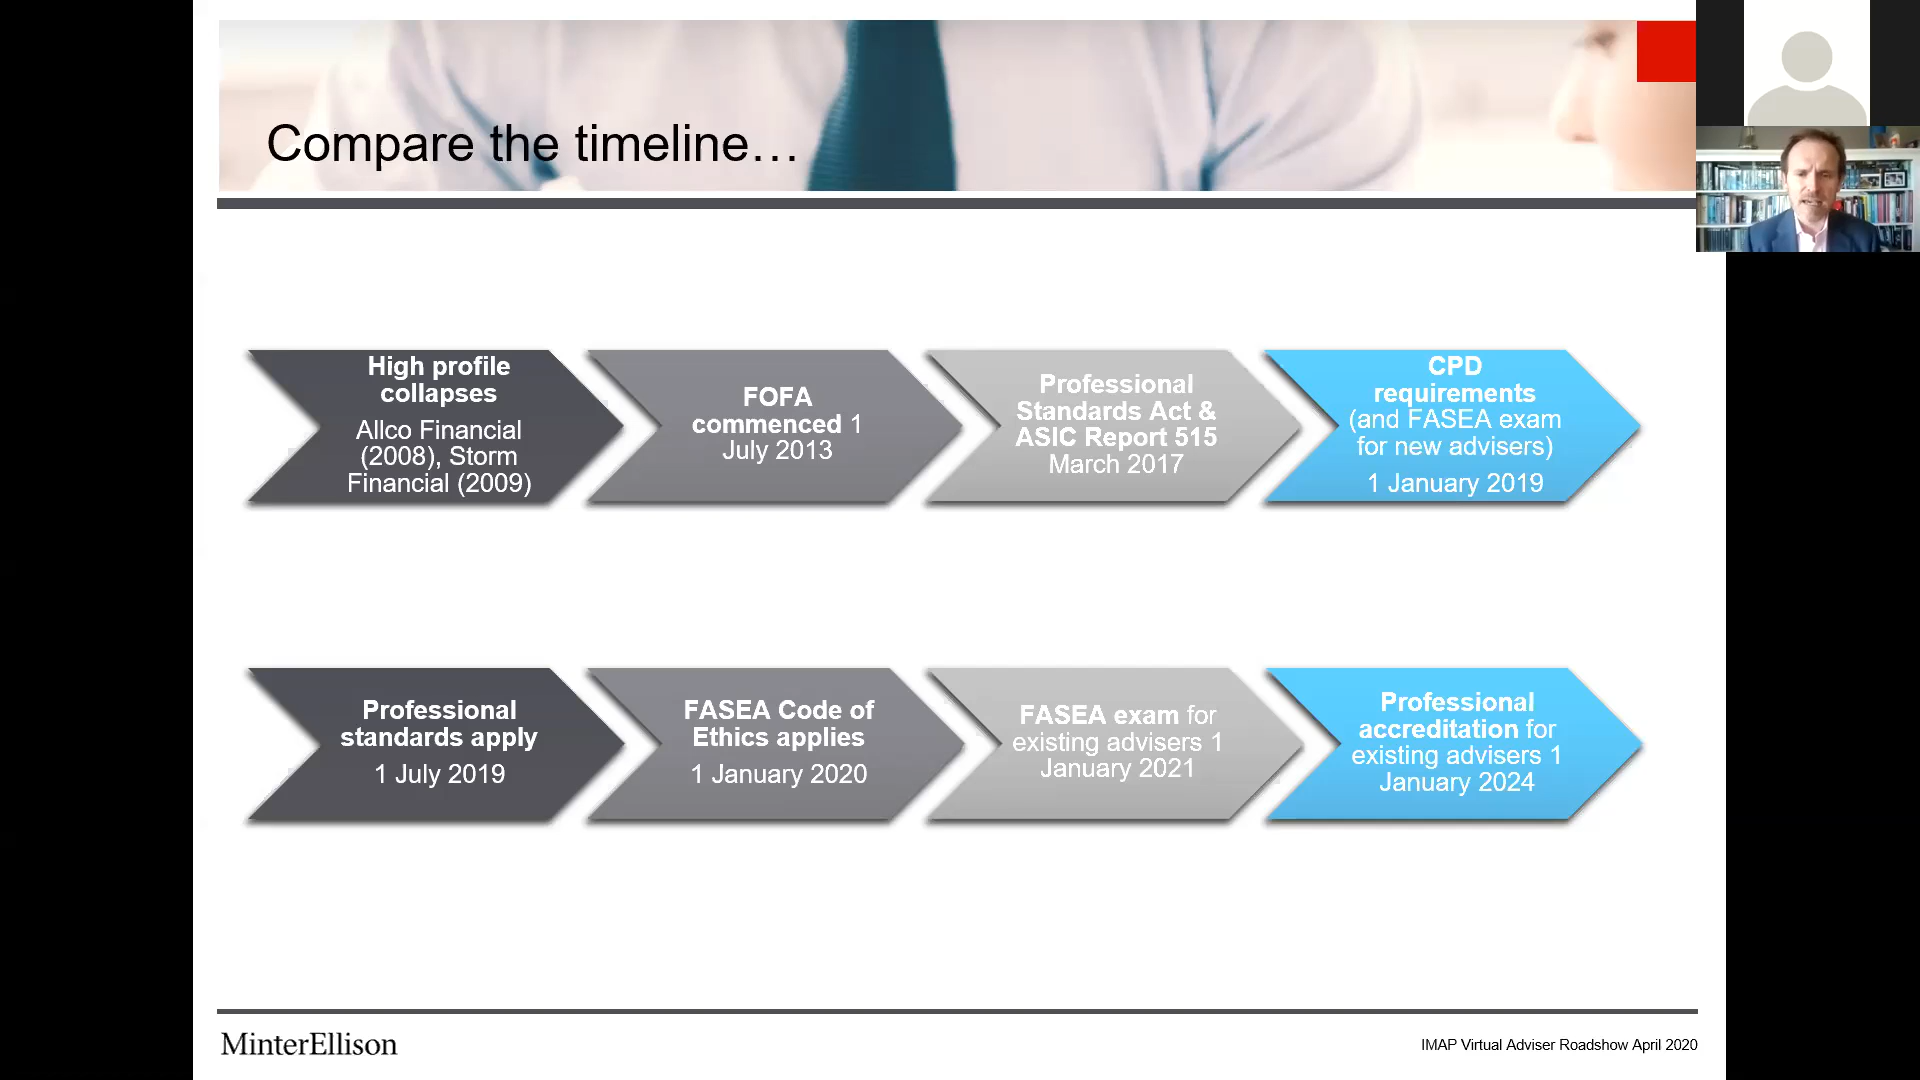 Compare the timeline…
High profile
collapses
Allco Financial
(2008), Storm
Financial (2009)
FOFA
commenced 1
July 2013
Professional
Standards Act &
ASIC Report 515
March 2017
CPD
requirements
(and FASEA exam
for new advisers)
1 January 2019
Professional
standards apply
1 July 2019
FASEA Code of
Ethics applies
1 January 2020
FASEA exam for
existing advisers 1
January 2021
Professional
accreditation for
existing advisers 1
January 2024
MinterEllison
IMAP Virtual Adviser Roadshow April 2020